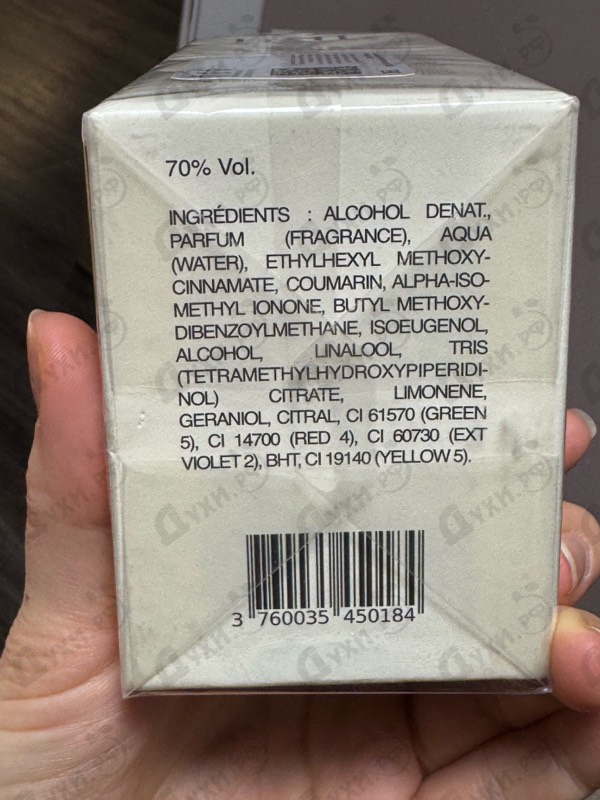 70% Vol.
INGRÉDIENTS : ALCOHOL DENAT.,
PARFUM (FRAGRANCE), AQUA
(WATER), ETHYLHEXYL METHOXY-
CINNAMATE, COUMARIN, ALPHA-ISO-
METHYL IONONE, BUTYL METHOXY-
DIBENZOYLMETHANE, ISOEUGENOL,
ALCOHOL, LINALOOL, TRIS
(TETRAMETHYLHYDROXYPIPERIDI-
NOL) CITRATE, LIMONENE,
GERANIOL, CITRAL, CI 61570 (GREEN
5), CI 14700 (RED 4), CI 60730 (EXT
VIOLET 2), BHT, CI 19140 (YELLOW 5).
3 760035 450184